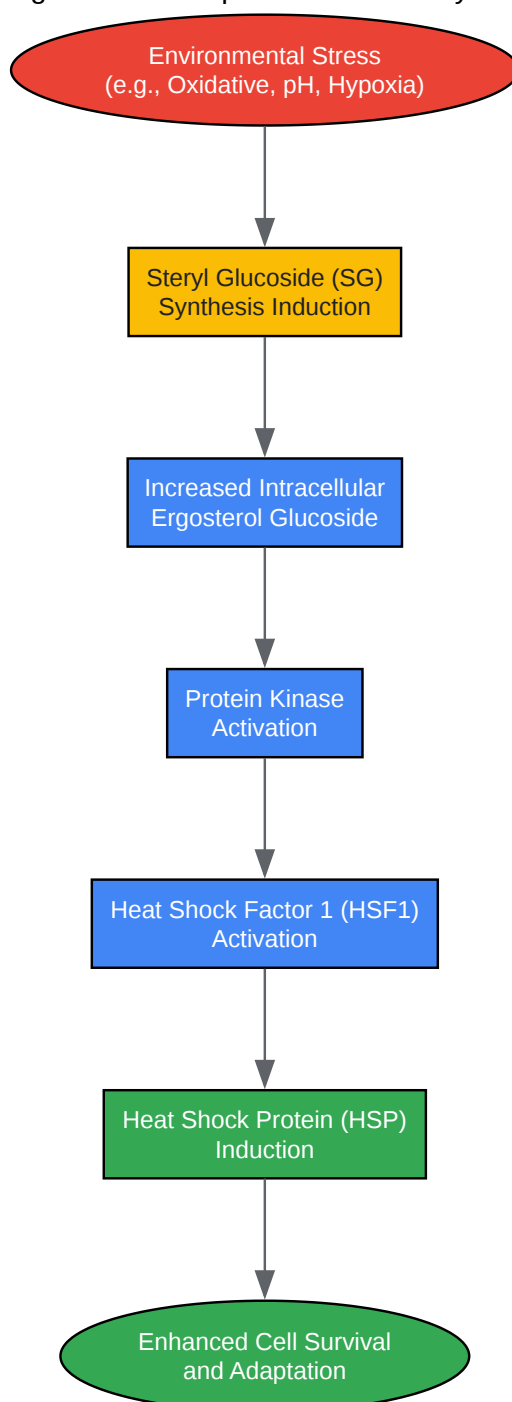 Environmental Stress
(e.g., Oxidative, pH, Hypoxia)
Steryl Glucoside (SG)
Synthesis Induction
Increased Intracellular
Ergosterol Glucoside
Protein Kinase
Activation
Heat Shock Factor 1 (HSF1)
Activation
Heat Shock Protein (HSP)
Induction
Enhanced Cell Survival
and Adaptation